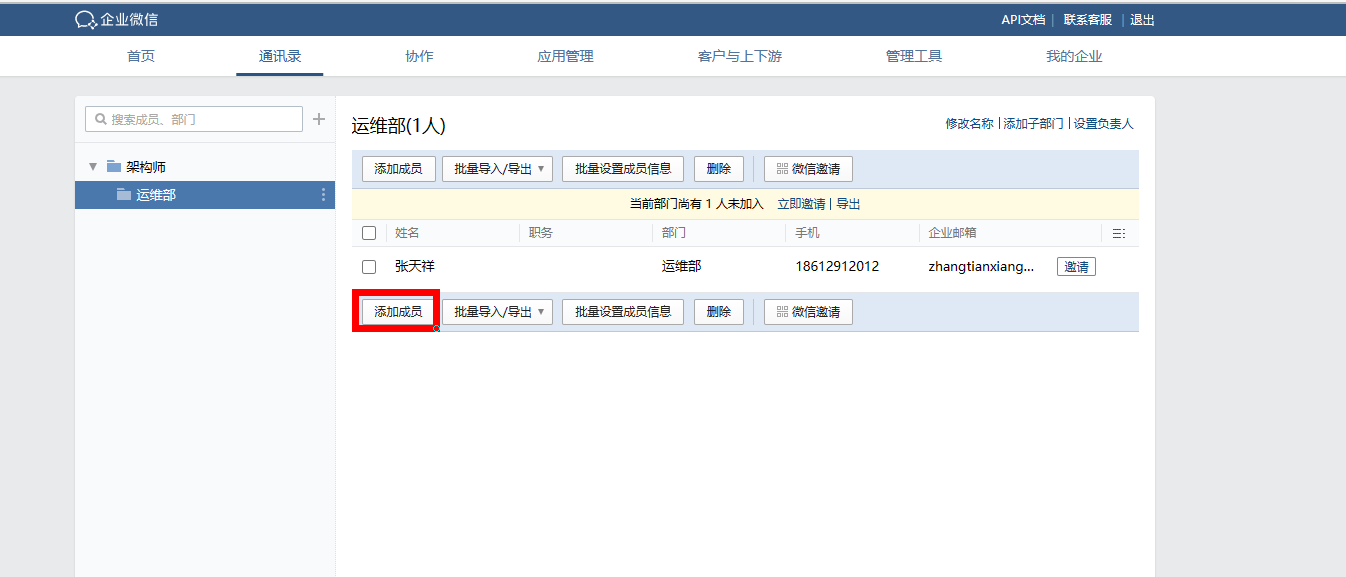 企业微信 API文档 | 联系客服 | 退出
首页 通讯录 协作 应用管理 客户与上下游 管理工具 我的企业
搜索成员、部门
架构师
运维部
运维部(1人) 修改名称 | 添加子部门 | 设置负责人
添加成员 批量导入/导出 批量设置成员信息 删除 微信邀请
当前部门尚有 1 人未加入 立即邀请 | 导出
姓名 职务 部门 手机 企业邮箱
张天祥 运维部 18612912012 zhangtianxiang... 邀请
添加成员 批量导入/导出 批量设置成员信息 删除 微信邀请